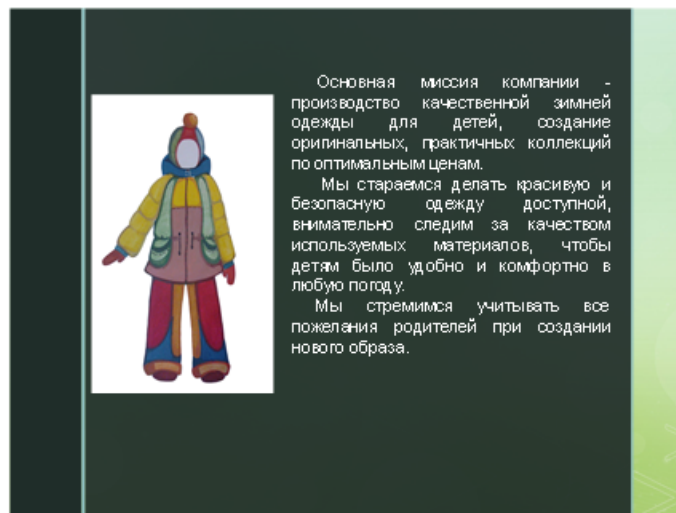 Основная миссия компании -
производство качественной зимней
одежды для детей, создание
оригинальных, практичных коллекций
по оптимальным ценам.
Мы стараемся делать красивую и
безопасную одежду доступной,
внимательно следим за качеством
используемых материалов, чтобы
детям было удобно и комфортно в
любую погоду.
Мы стремимся учитывать все
пожелания родителей при создании
нового образа.